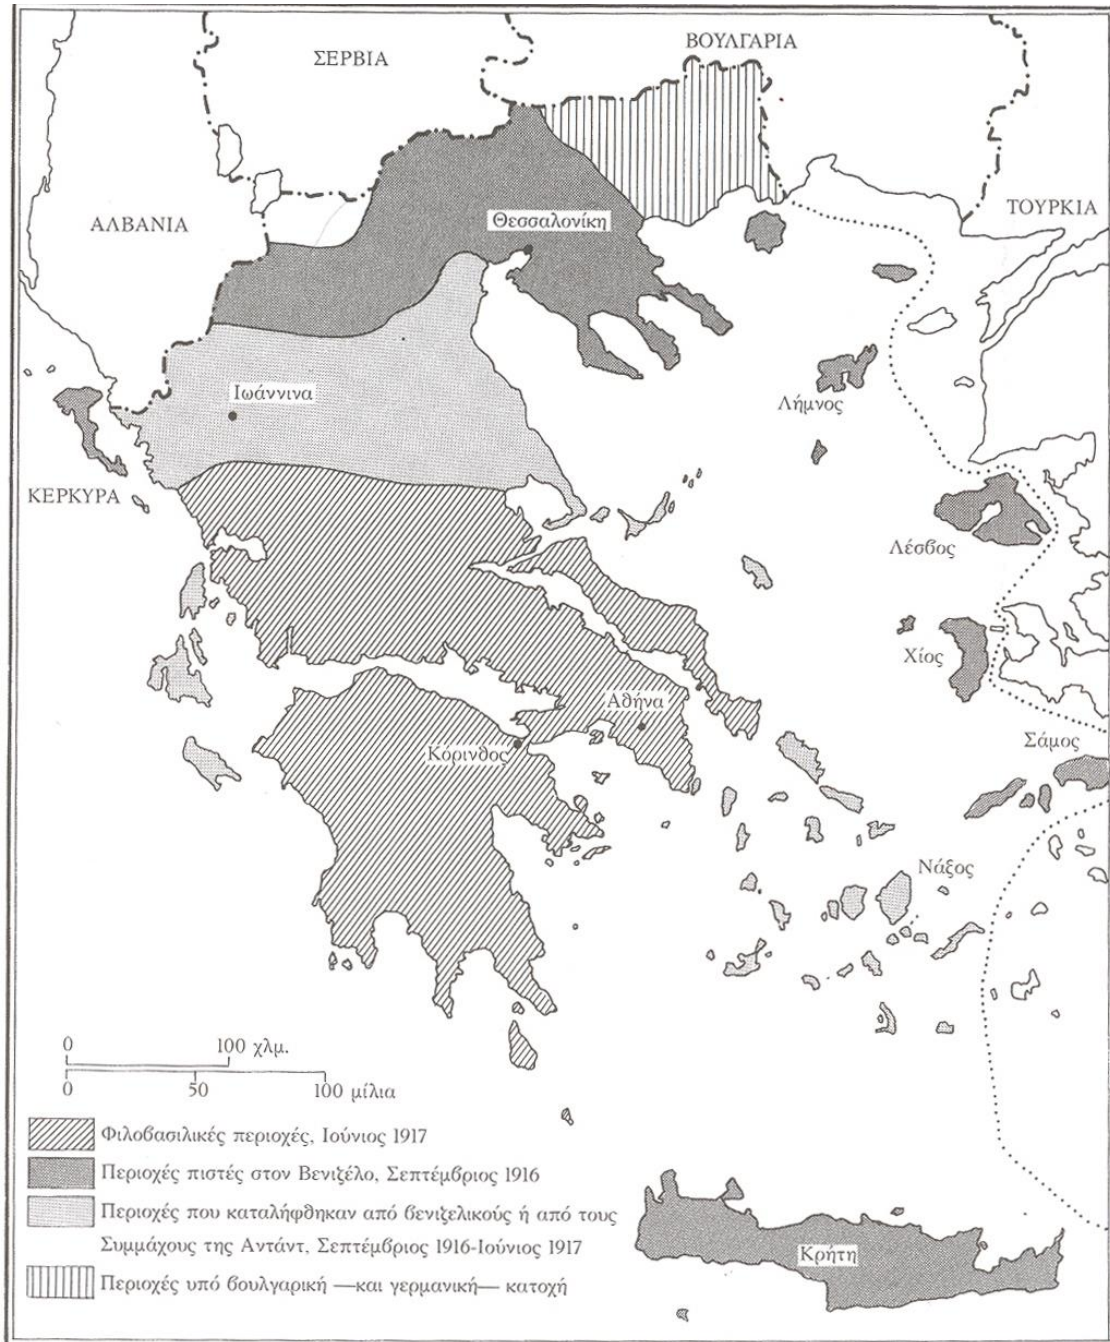 ΣΕΡΒΙΑ
ΒΟΥΛΓΑΡΙΑ
ΑΛΒΑΝΙΑ
ΤΟΥΡΚΙΑ
Θεσσαλονίκη
Ιωάννινα
Λήμνος
ΚΕΡΚΥΡΑ
Λέσβος
Χίος
Αθήνα
Κόρινθος
Σάμος
Νάξος
0 100 χλμ.
0 50 100 μίλια
Φιλοβασιλικές περιοχές, Ιούνιος 1917
Περιοχές πιστές στον Βενιζέλο, Σεπτέμβριος 1916
Περιοχές που καταλήφθηκαν από βενιζελικούς ή από τους
Συμμάχους της Αντάντ, Σεπτέμβριος 1916-Ιούνιος 1917
Περιοχές υπό βουλγαρική —και γερμανική— κατοχή
Κρήτη